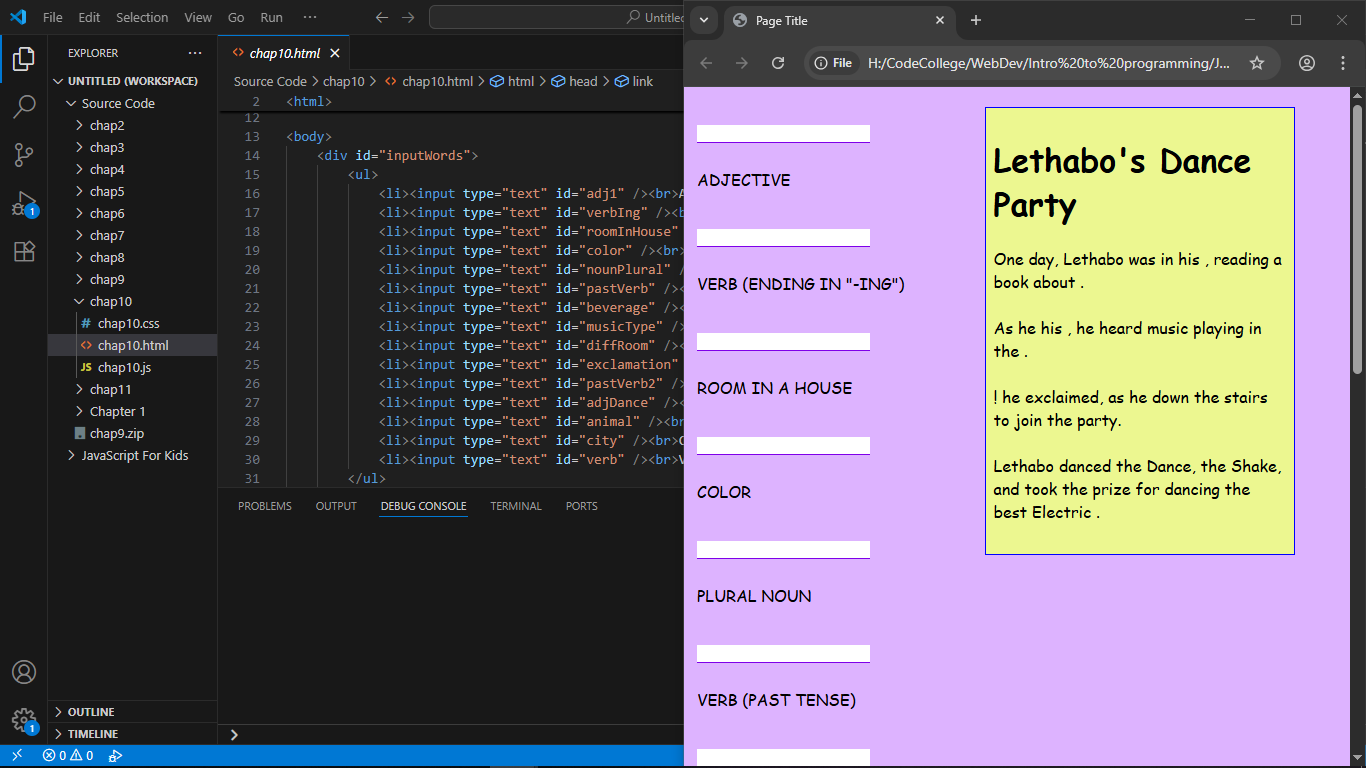 File Edit Selection View Go Run ··· Untitled
EXPLORER ···
UNTITLED (WORKSPACE)
Source Code
chap2
chap3
chap4
chap5
chap6
chap7
chap8
chap9
chap10
# chap10.css
<> chap10.html
JS chap10.js
chap11
Chapter 1
chap9.zip
JavaScript For Kids
OUTLINE
TIMELINE
1
1
0 0
<> chap10.html
Source Code > chap10 > <> chap10.html > html > head > link
2 <html>
12
13 <body>
14 <div id="inputWords">
15 <ul>
16 <li><input type="text" id="adj1" /><br>A
17 <li><input type="text" id="verbIng" /><b
18 <li><input type="text" id="roomInHouse"
19 <li><input type="text" id="color" /><br>
20 <li><input type="text" id="nounPlural" /
21 <li><input type="text" id="pastVerb" /><
22 <li><input type="text" id="beverage" /><
23 <li><input type="text" id="musicType" />
24 <li><input type="text" id="diffRoom" /><
25 <li><input type="text" id="exclamation"
26 <li><input type="text" id="pastVerb2" />
27 <li><input type="text" id="adjDance" /><
28 <li><input type="text" id="animal" /><br
29 <li><input type="text" id="city" /><br>C
30 <li><input type="text" id="verb" /><br>V
31 </ul>
PROBLEMS OUTPUT DEBUG CONSOLE TERMINAL PORTS
>
Page Title
File H:/CodeCollege/WebDev/Intro%20to%20programming/J...
ADJECTIVE
VERB (ENDING IN "-ING")
ROOM IN A HOUSE
COLOR
PLURAL NOUN
VERB (PAST TENSE)
Lethabo's Dance
Party
One day, Lethabo was in his , reading a
book about .
As he his , he heard music playing in
the .
! he exclaimed, as he down the stairs
to join the party.
Lethabo danced the Dance, the Shake,
and took the prize for dancing the
best Electric .